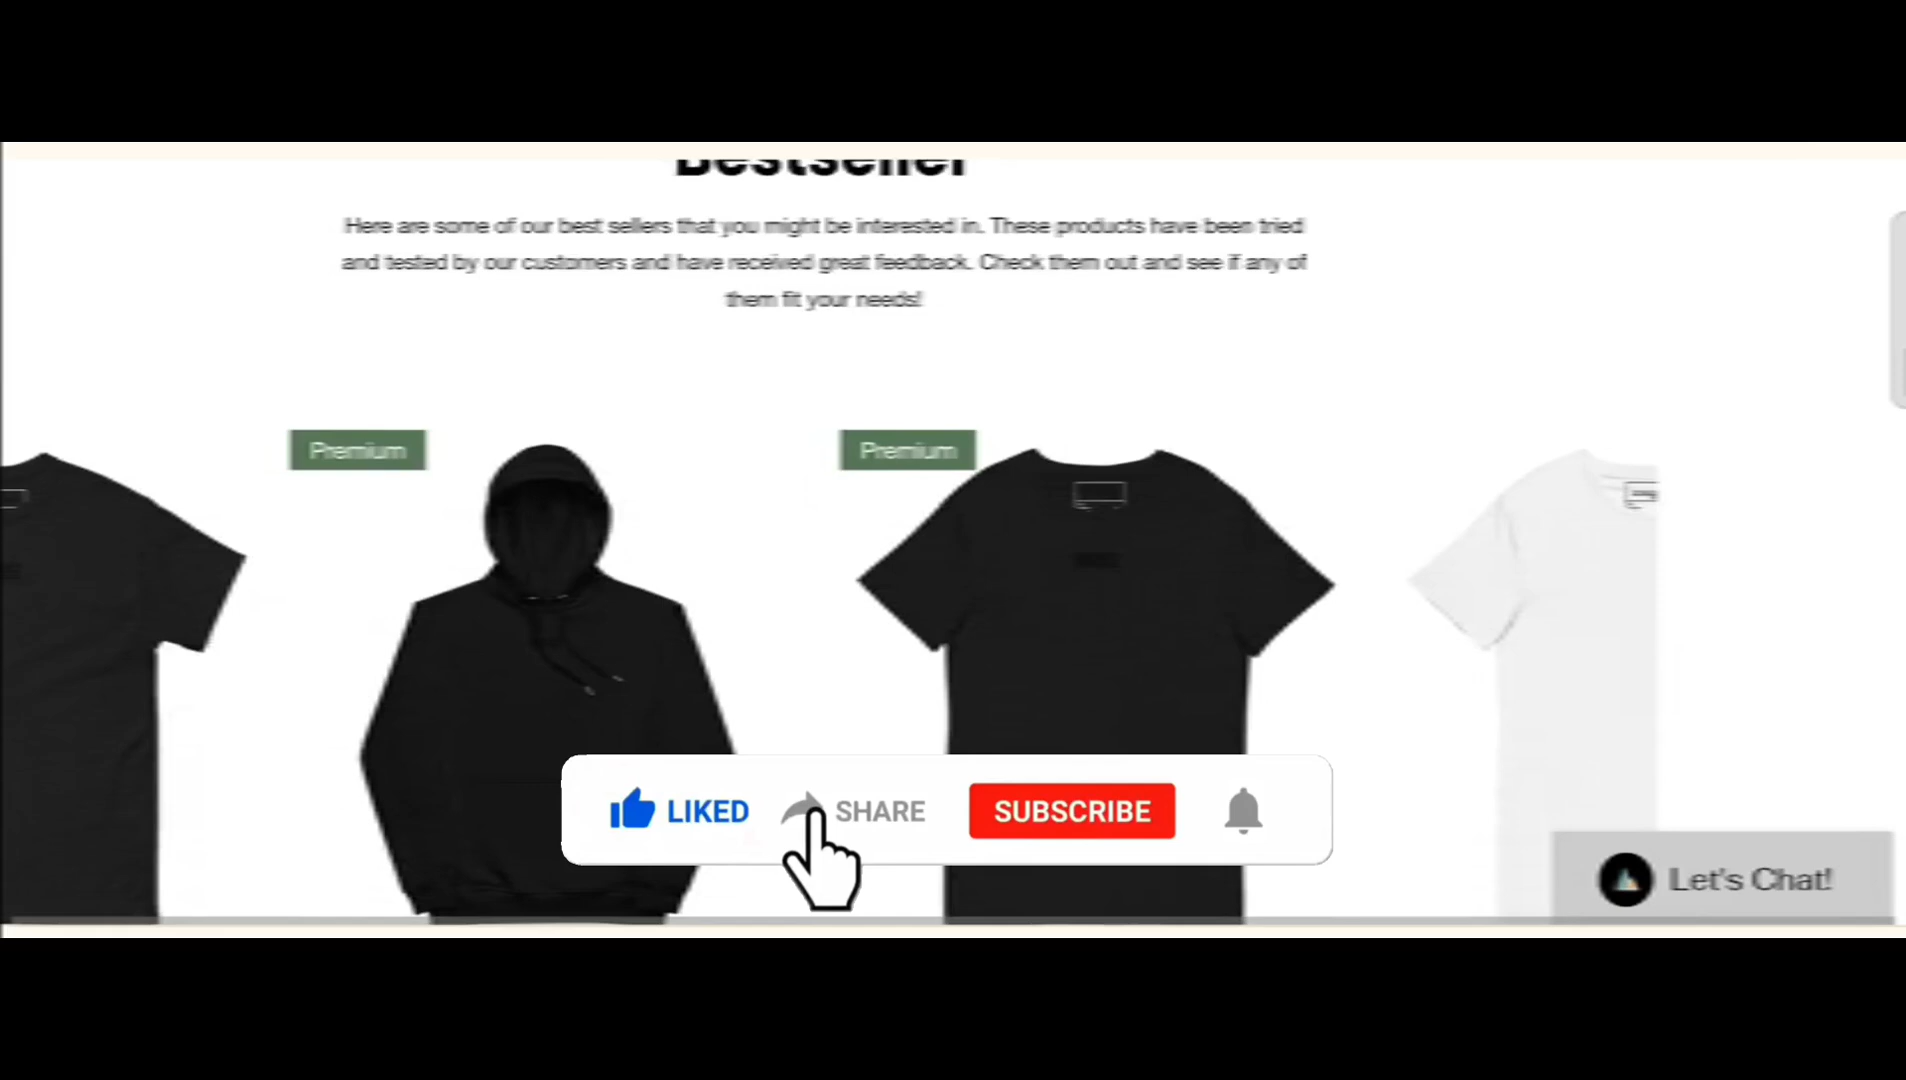 Bestseller
Here are some of our best sellers that you might be interested in. These products have been tried
and tested by our customers and have received great feedback. Check them out and see if any of
them fit your needs!
Premium
Premium
LIKED
SHARE
SUBSCRIBE
Let's Chat!